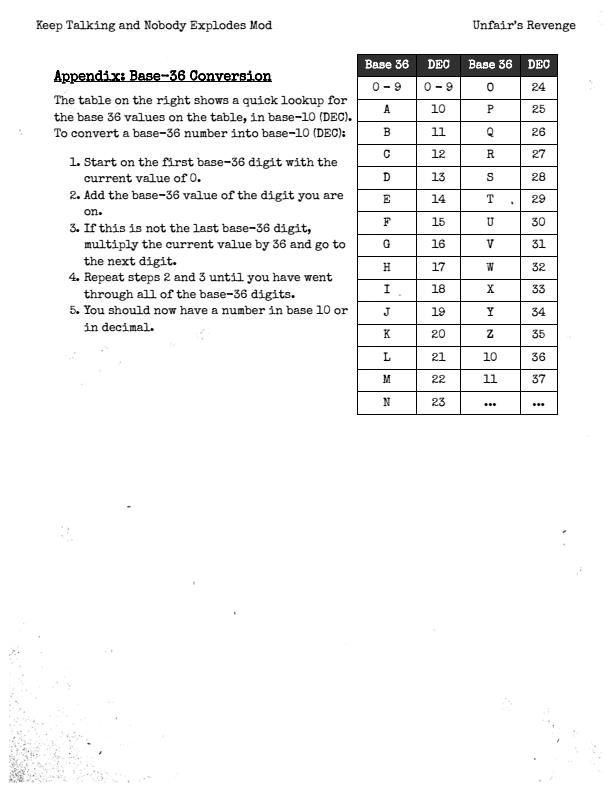 Keep Talking and Nobody Explodes Mod Unfair's Revenge
Appendix: Base-36 Conversion
The table on the right shows a quick lookup for
the base 36 values on the table, in base-10 (DEC).
To convert a base-36 number into base-10 (DEC):
1. Start on the first base-36 digit with the
current value of 0.
2. Add the base-36 value of the digit you are
on.
3. If this is not the last base-36 digit,
multiply the current value by 36 and go to
the next digit.
4. Repeat steps 2 and 3 until you have went
through all of the base-36 digits.
5. You should now have a number in base 10 or
in decimal.
Base 36 DEC Base 36 DEC
0 - 9 0 - 9 O 24
A 10 P 25
B 11 Q 26
C 12 R 27
D 13 S 28
E 14 T 29
F 15 U 30
G 16 V 31
H 17 W 32
I 18 X 33
J 19 Y 34
K 20 Z 35
L 21 10 36
M 22 11 37
N 23 ... ...